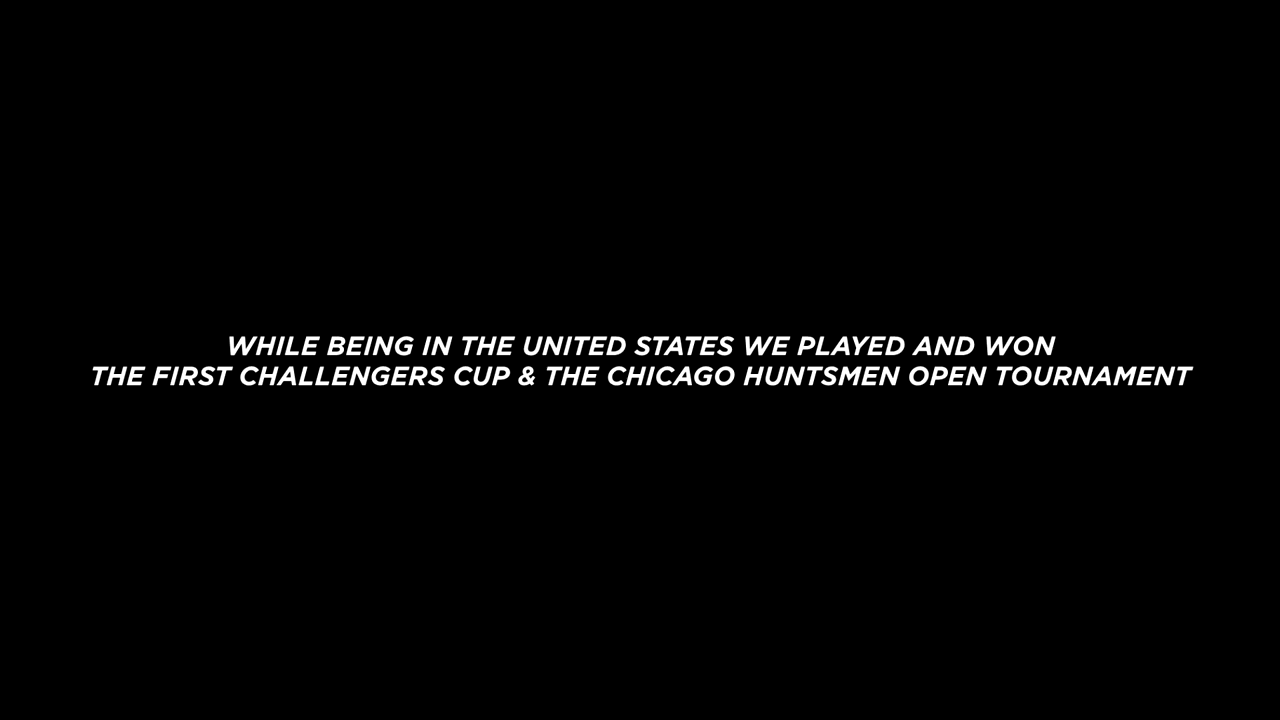 WHILE BEING IN THE UNITED STATES WE PLAYED AND WON
THE FIRST CHALLENGERS CUP & THE CHICAGO HUNTSMEN OPEN TOURNAMENT